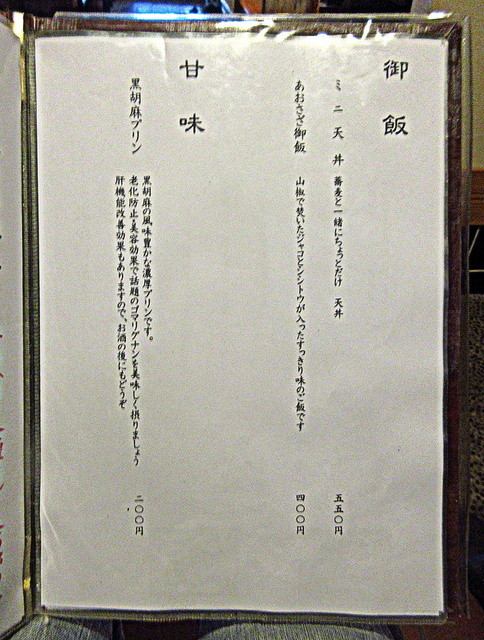 御飯
ミニ天丼 蕎麦と一緒にちょっとだけ 天丼 五五〇円
あおさざ御飯 山椒で焚いたジャコとシシトウが入ったすっきり味のご飯です 四〇〇円
甘味
黒胡麻プリン
黒胡麻の風味豊かな濃厚プリンです。
老化防止・美容効果で話題のゴマリグナンを美味しく摂りましょう
肝機能改善効果もありますので、お酒の後にもどうぞ 二〇〇円